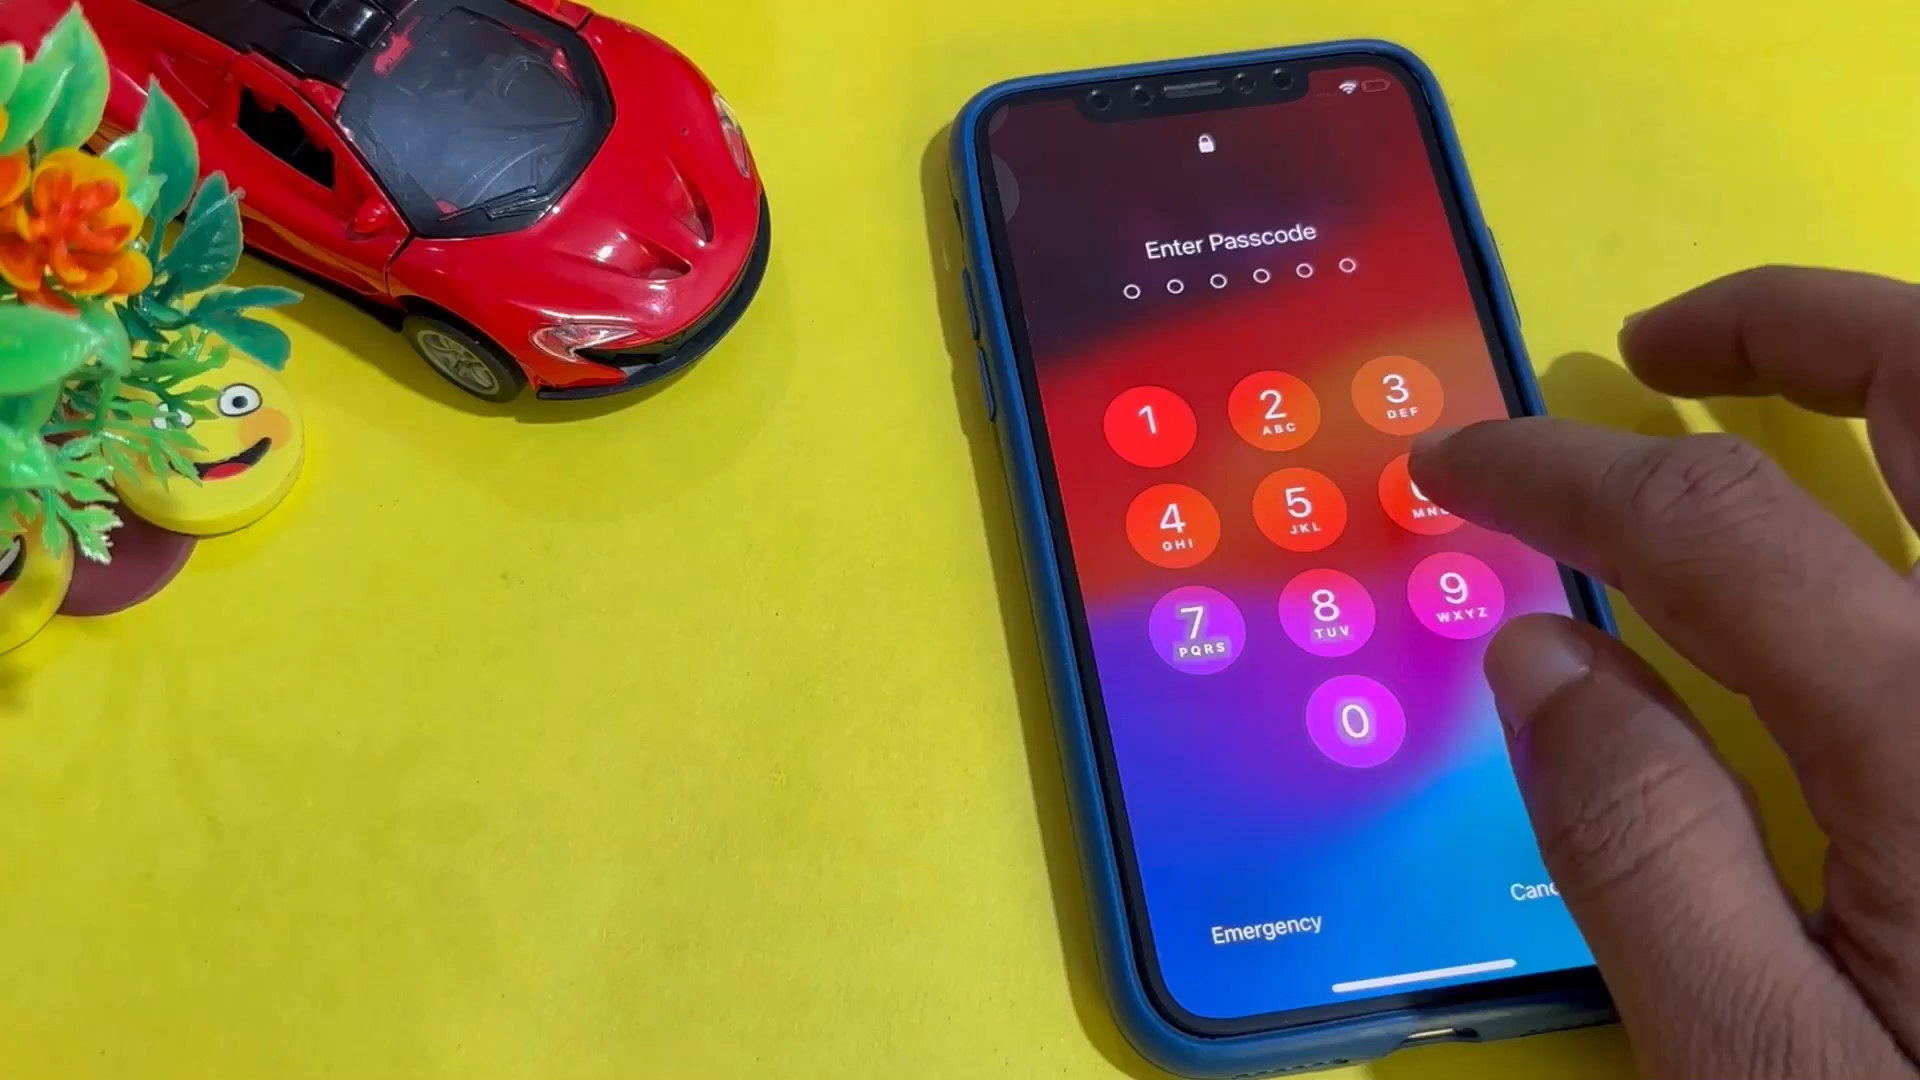 Enter Passcode
1
2
ABC
3
DEF
4
GHI
5
JKL
7
PQRS
8
TUV
9
WXYZ
0
Emergency